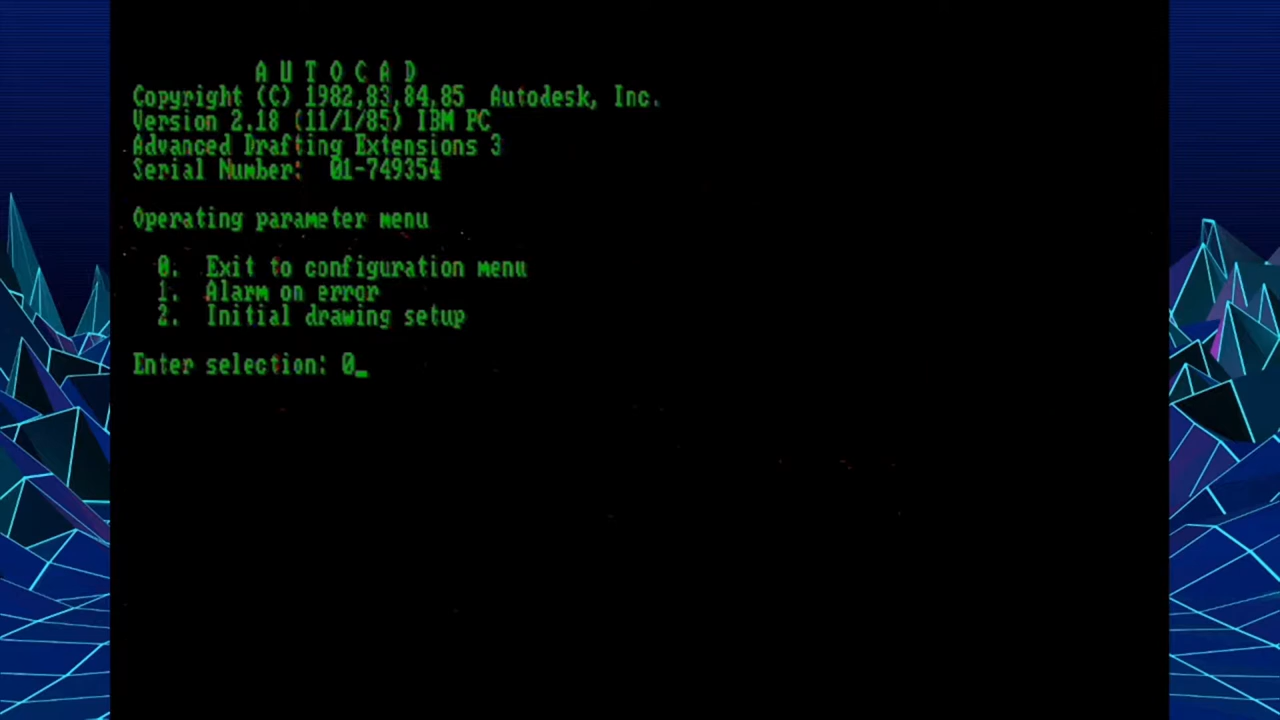 A U T O C A D
Copyright (C) 1982,83,84,85 Autodesk, Inc.
Version 2.18 (11/1/85) IBM PC
Advanced Drafting Extensions 3
Serial Number: 01-749354
Operating parameter menu
0. Exit to configuration menu
1. Alarm on error
2. Initial drawing setup
Enter selection: 0_